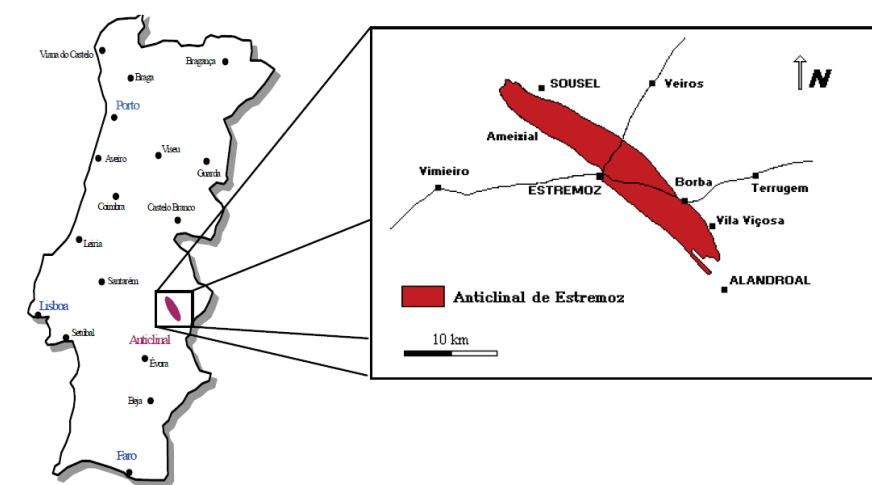 Viana do Castelo
Bragança
Braga
Porto
Viseu
Aveiro
Guarda
Coimbra
Castelo Branco
Leiria
Santarém
Lisboa
Setúbal
Anticlinal
Évora
Beja
Faro
SOUSEL
Veiros
N
Ameixial
Vimieiro
ESTREMOZ
Borba
Terrugem
Vila Viçosa
ALANDROAL
Anticlinal de Estremoz
10 km